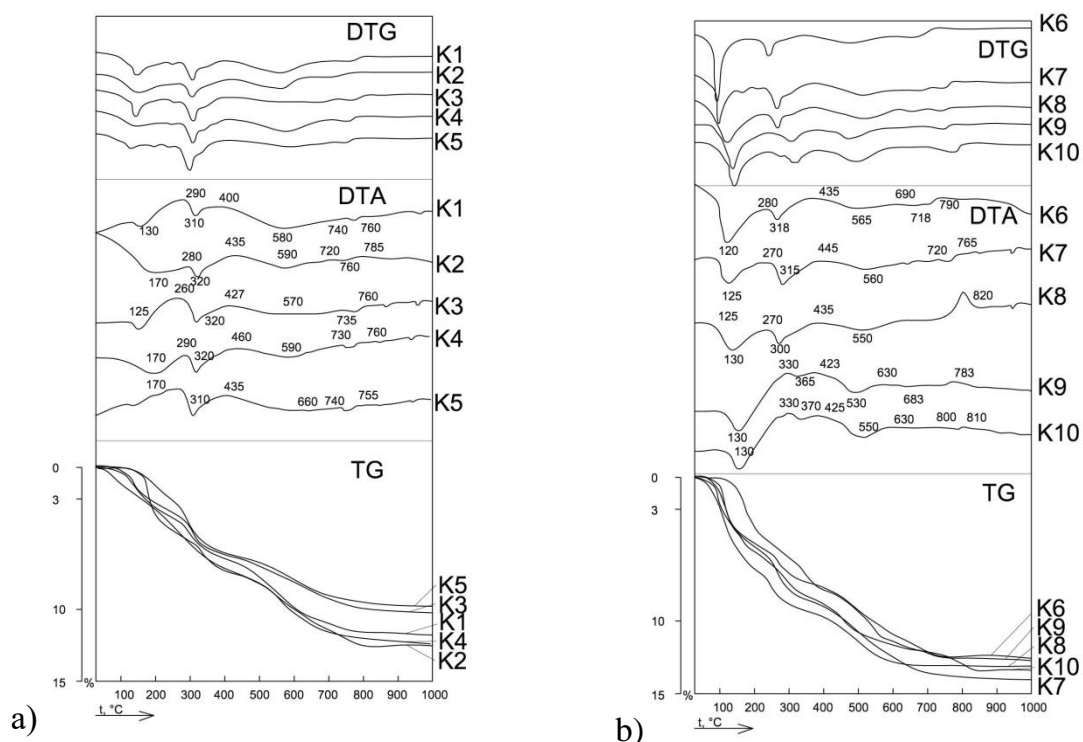 DTG
K1
K2
K3
K4
K5
DTA
290
400
K1
130
310
580
740
760
280
435
590
720
785
K2
170
320
760
260
427
570
760
K3
125
320
735
290
460
730
760
K4
170
320
590
170
435
K5
310
660
740
755
TG
0
3
10
15
%
K5
K3
K1
K4
K2
100 200 300 400 500 600 700 800 900 1000
t, °C
a)
K6
DTG
K7
K8
K9
K10
DTA
280
435
690
790
K6
120
318
565
718
270
445
720
765
K7
125
315
560
125
270
435
820
K8
130
300
550
330
423
630
783
K9
130
365
530
683
330
370
425
630
800
810
K10
130
550
TG
0
3
10
15
%
K6
K9
K8
K10
K7
100 200 300 400 500 600 700 800 900 1000
t, °C
b)